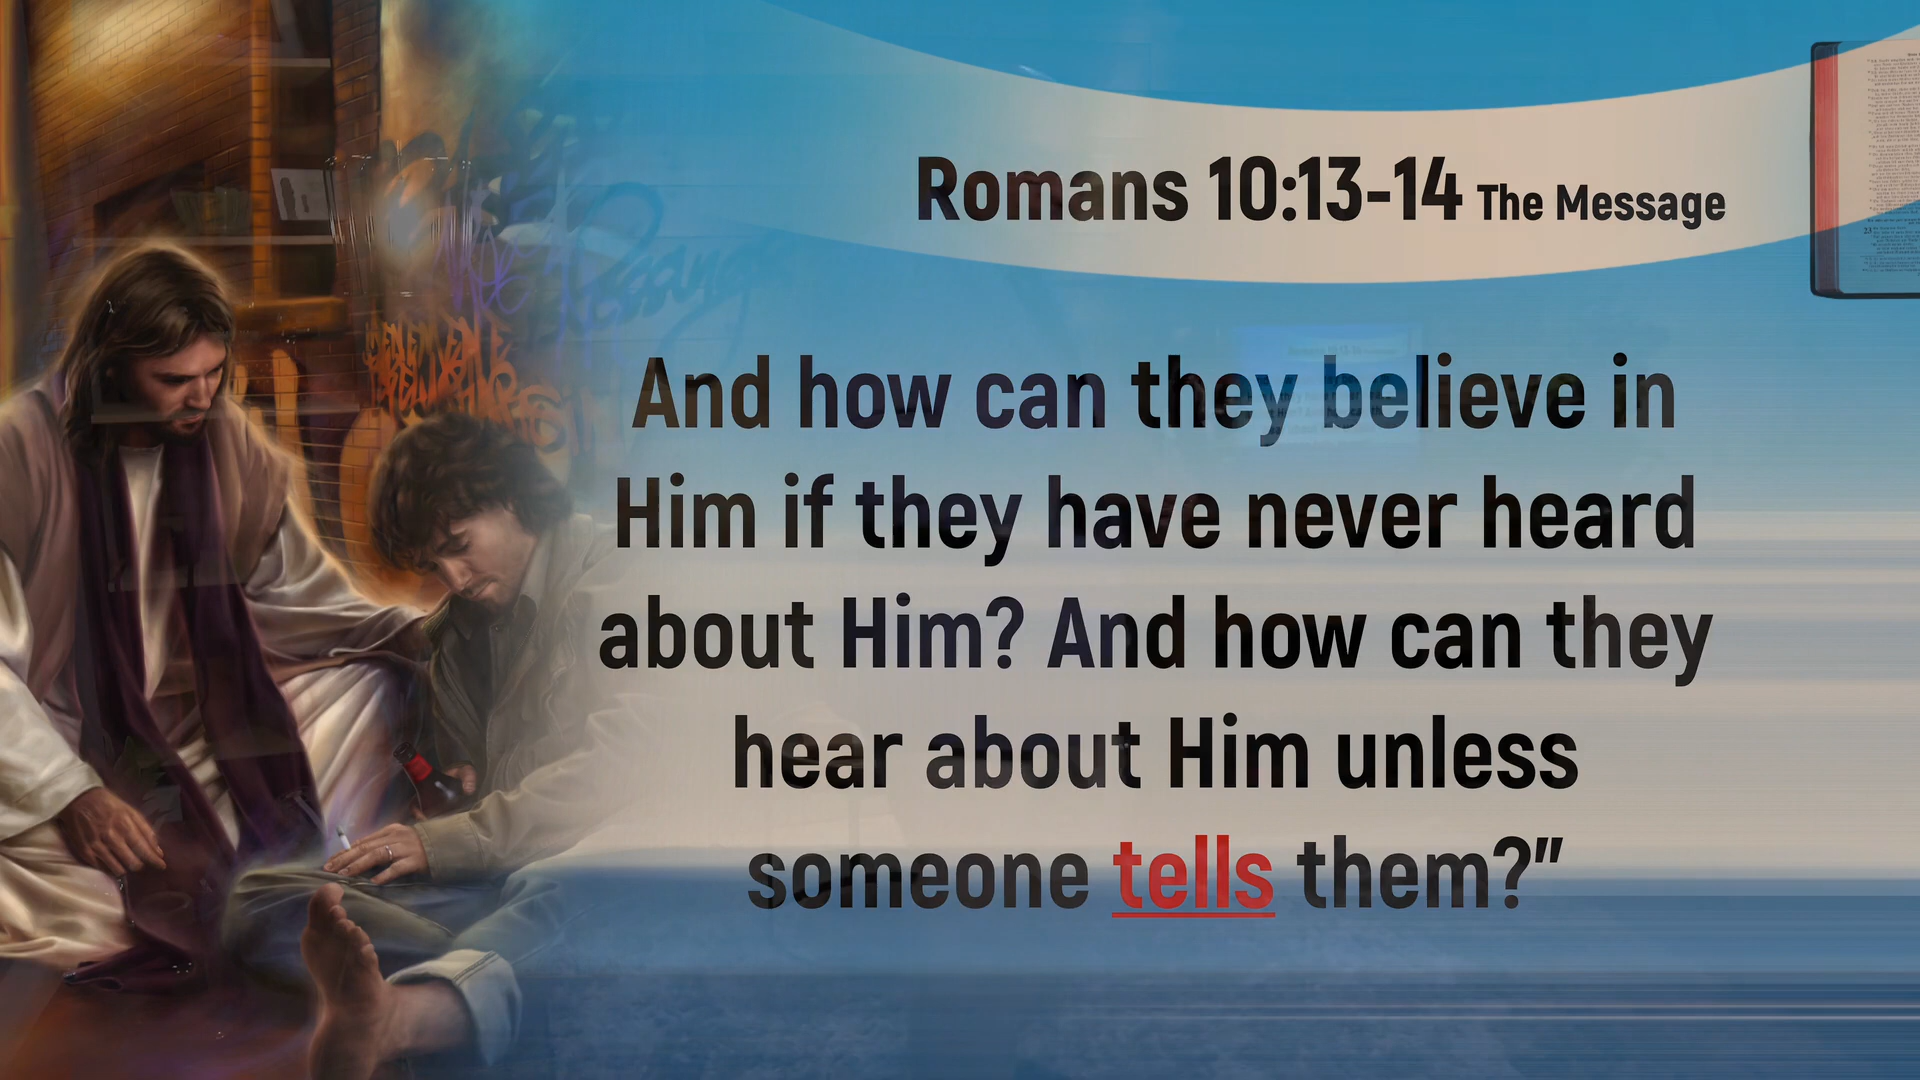 Romans 10:13-14 The Message
And how can they believe in
Him if they have never heard
about Him? And how can they
hear about Him unless
someone tells them?”